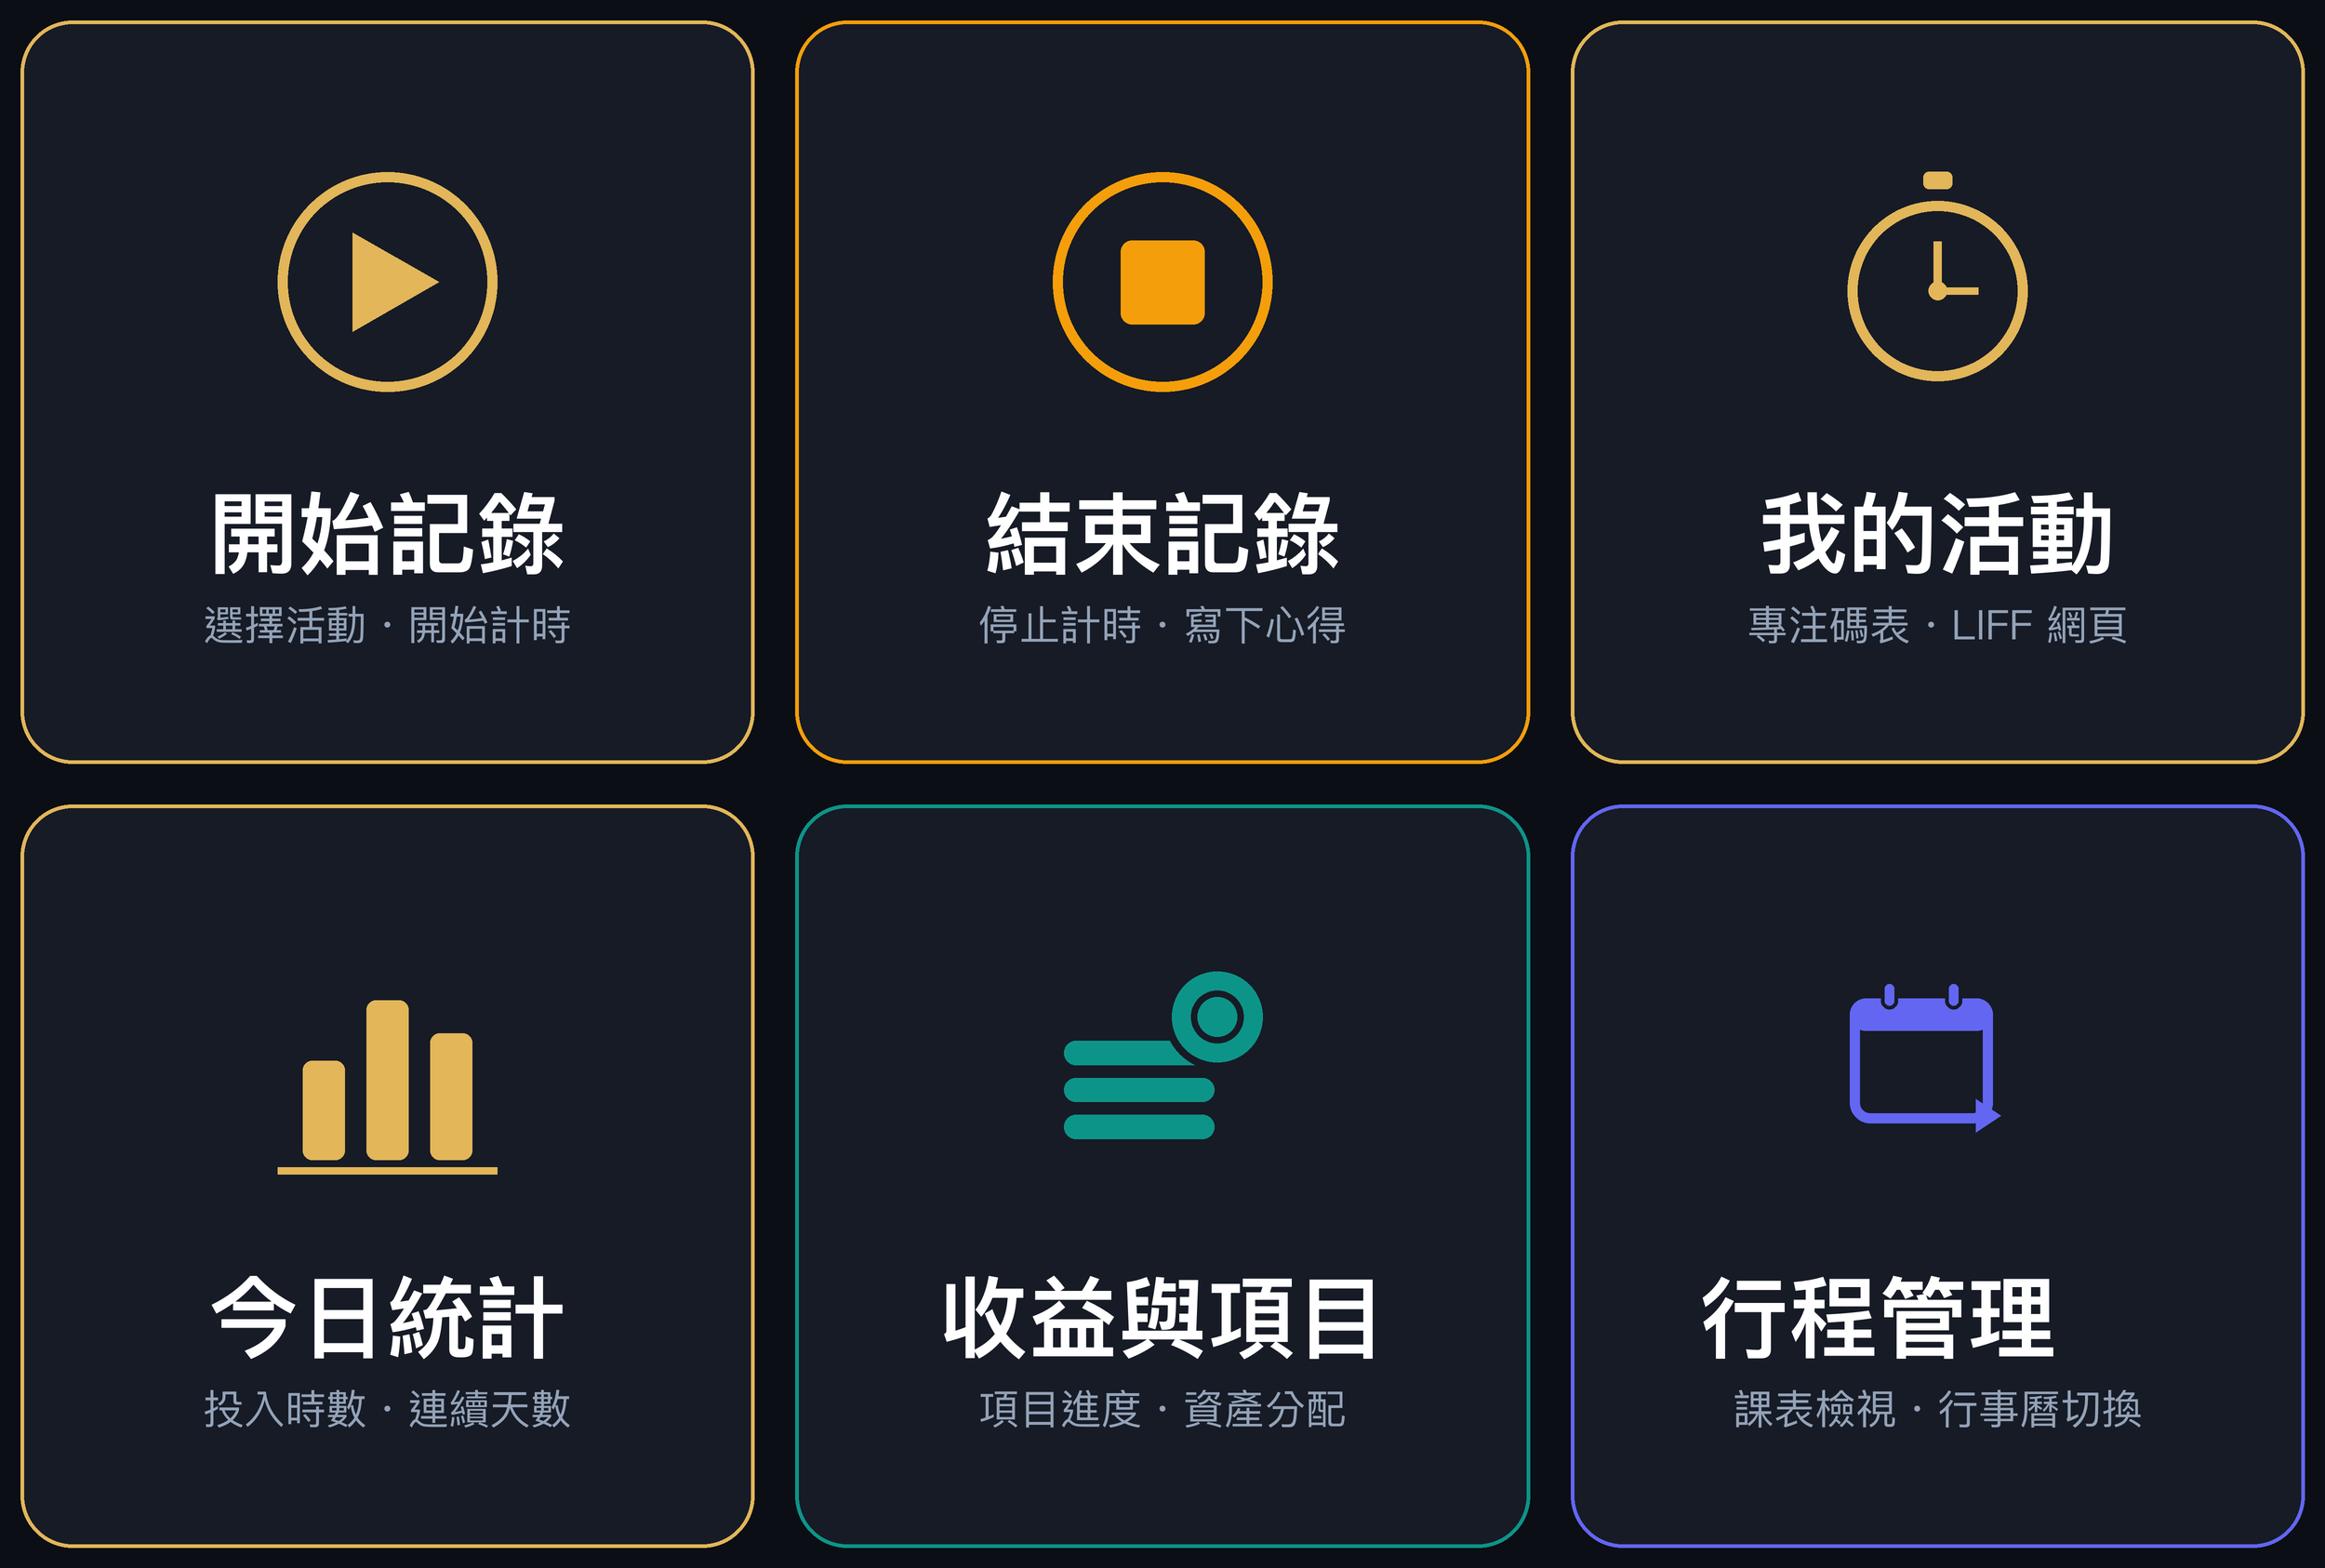 開始記錄
選擇活動 · 開始計時
結束記錄
停止計時 · 寫下心得
我的活動
專注碼表 · LIFF 網頁
今日統計
投入時數 · 連續天數
收益與項目
項目進度 · 資產分配
行程管理
課表檢視 · 行事曆切換